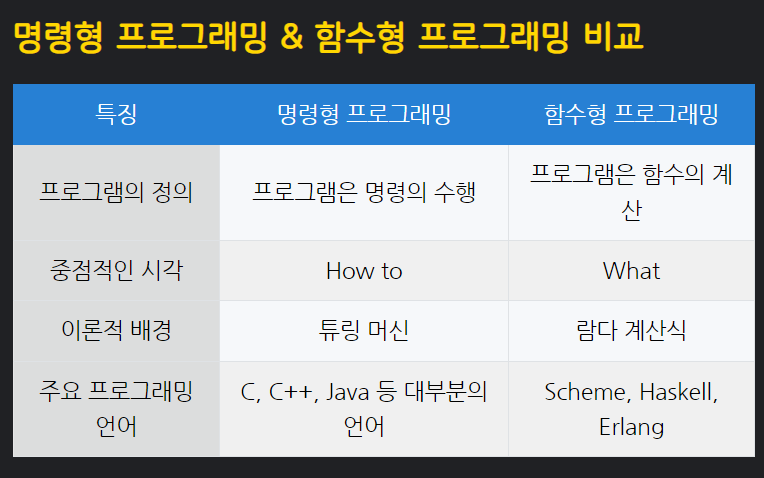 명령형 프로그래밍 & 함수형 프로그래밍 비교
특징
명령형 프로그래밍
함수형 프로그래밍
프로그램의 정의
프로그램은 명령의 수행
프로그램은 함수의 계
산
중점적인 시각
How to
What
이론적 배경
튜링 머신
람다 계산식
주요 프로그래밍
언어
C, C++, Java 등 대부분의
언어
Scheme, Haskell,
Erlang